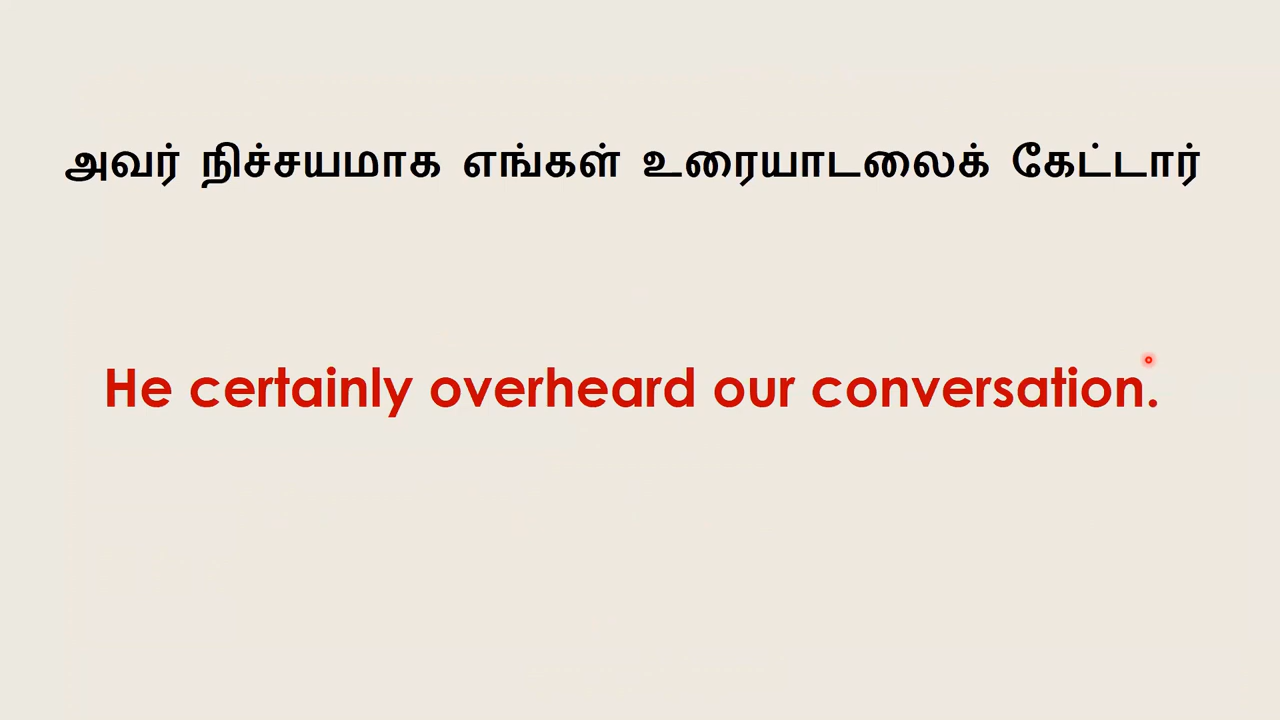 அவர் நிச்சயமாக எங்கள் உரையாடலைக் கேட்டார்
He certainly overheard our conversation.